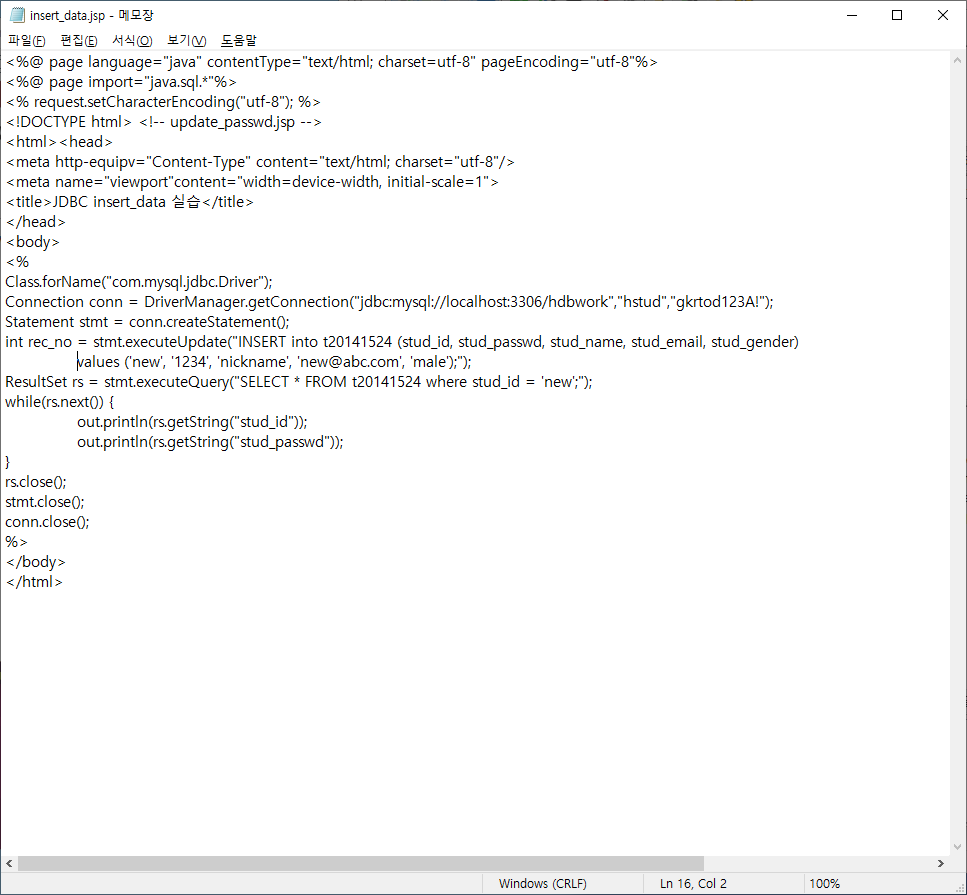 insert_data.jsp - 메모장
파일(F) 편집(E) 서식(O) 보기(V) 도움말
<%@ page language="java" contentType="text/html; charset=utf-8" pageEncoding="utf-8"%>
<%@ page import="java.sql.*"%>
<% request.setCharacterEncoding("utf-8"); %>
<!DOCTYPE html> <!-- update_passwd.jsp -->
<html><head>
<meta http-equipv="Content-Type" content="text/html; charset="utf-8"/>
<meta name="viewport"content="width=device-width, initial-scale=1">
<title>JDBC insert_data 실습</title>
</head>
<body>
<%
Class.forName("com.mysql.jdbc.Driver");
Connection conn = DriverManager.getConnection("jdbc:mysql://localhost:3306/hdbwork","hstud","gkrtod123A!");
Statement stmt = conn.createStatement();
int rec_no = stmt.executeUpdate("INSERT into t20141524 (stud_id, stud_passwd, stud_name, stud_email, stud_gender)
values ('new', '1234', 'nickname', 'new@abc.com', 'male');");
ResultSet rs = stmt.executeQuery("SELECT * FROM t20141524 where stud_id = 'new';");
while(rs.next()) {
out.println(rs.getString("stud_id"));
out.println(rs.getString("stud_passwd"));
}
rs.close();
stmt.close();
conn.close();
%>
</body>
</html>
Windows (CRLF) Ln 16, Col 2 100%